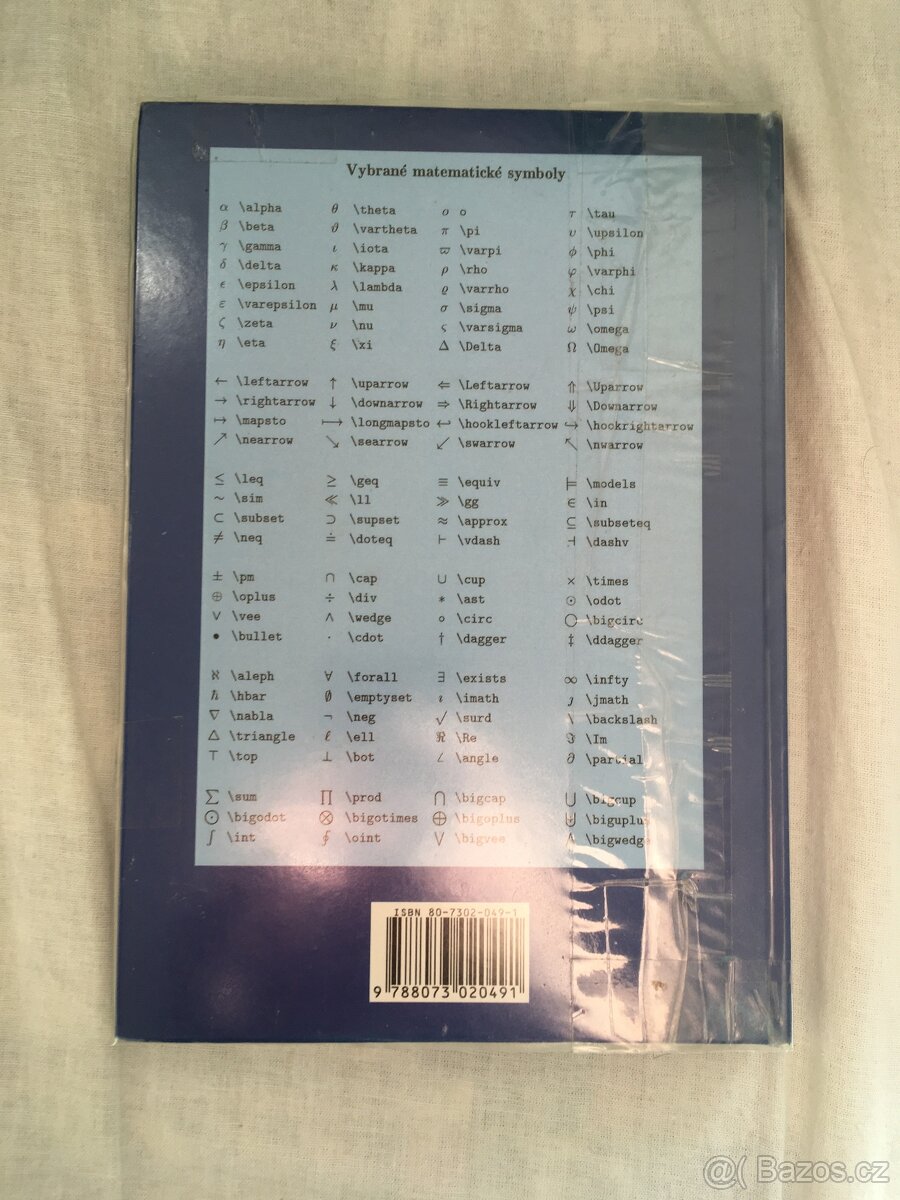 Vybrané matematické symboly
α \alpha θ \theta o o τ \tau
β \beta ϑ \vartheta π \pi υ \upsilon
γ \gamma ι \iota ϖ \varpi ϕ \phi
δ \delta κ \kappa ρ \rho φ \varphi
ϵ \epsilon λ \lambda ϱ \varrho χ \chi
ε \varepsilon μ \mu σ \sigma ψ \psi
ζ \zeta ν \nu ς \varsigma ω \omega
η \eta ξ \xi Δ \Delta Ω \Omega
← \leftarrow ↑ \uparrow ⇐ \Leftarrow ⇑ \Uparrow
→ \rightarrow ↓ \downarrow ⇒ \Rightarrow ⇓ \Downarrow
↦ \mapsto ⟼ \longmapsto ↩ \hookleftarrow ↪ \hookrightarrow
↗ \nearrow ↘ \searrow ↙ \swarrow ↖ \nwarrow
≤ \leq ≥ \geq ≡ \equiv ⊨ \models
∼ \sim ≪ \ll ≫ \gg ∈ \in
⊂ \subset ⊃ \supset ≈ \approx ⊆ \subseteq
≠ \neq ≐ \doteq ⊢ \vdash ⊣ \dashv
± \pm ∩ \cap ∪ \cup × \times
⊕ \oplus ÷ \div ∗ \ast ⊙ \odot
∨ \vee ∧ \wedge ∘ \circ ◯ \bigcirc
• \bullet · \cdot † \dagger ‡ \ddagger
ℵ \aleph ∀ \forall ∃ \exists ∞ \infty
ℏ \hbar ∅ \emptyset ı \imath ȷ \jmath
∇ \nabla ¬ \neg √ \surd \ \backslash
△ \triangle ℓ \ell ℜ \Re ℑ \Im
⊤ \top ⊥ \bot ∠ \angle ∂ \partial
∑ \sum ∏ \prod ⋂ \bigcap ⋃ \bigcup
⨀ \bigodot ⨂ \bigotimes ⨁ \bigoplus ⨄ \biguplus
∫ \int ∮ \oint ⋁ \bigvee ⋀ \bigwedge
ISBN 80-7302-049-1
9 788073 020491
@( Bazos.cz